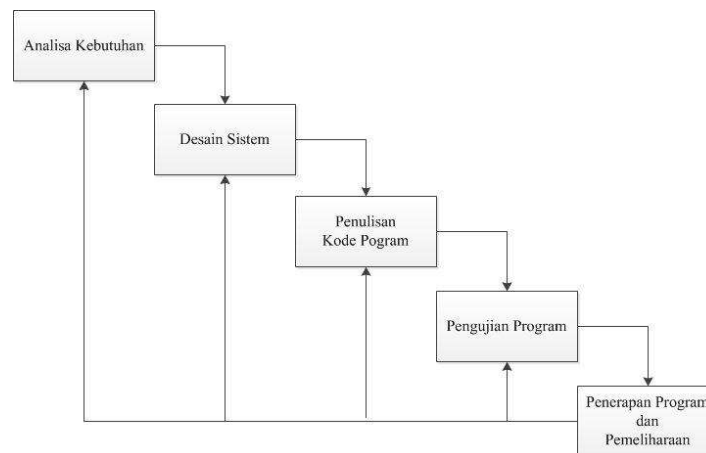 Analisa Kebutuhan
Desain Sistem
Penulisan
Kode Pogram
Pengujian Program
Penerapan Program
dan
Pemeliharaan